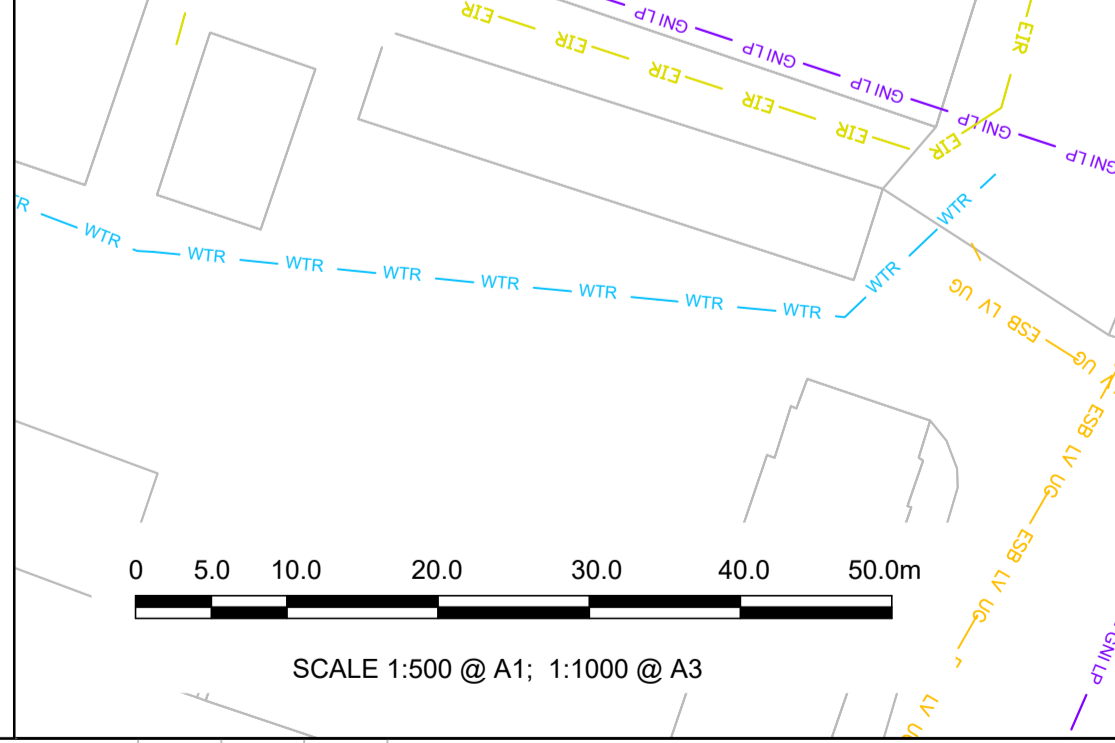 EIR GNI LP EIR
EIR GNI LP
EIR GNI LP
EIR GNI LP
EIR EIR GNI LP
WTR
WTR WTR WTR WTR WTR WTR WTR WTR WTR WTR
ESB LV UG
UG
ESB LV UG
ESB LV UG
LV
GNI LP
0 5.0 10.0 20.0 30.0 40.0 50.0m
SCALE 1:500 @ A1; 1:1000 @ A3